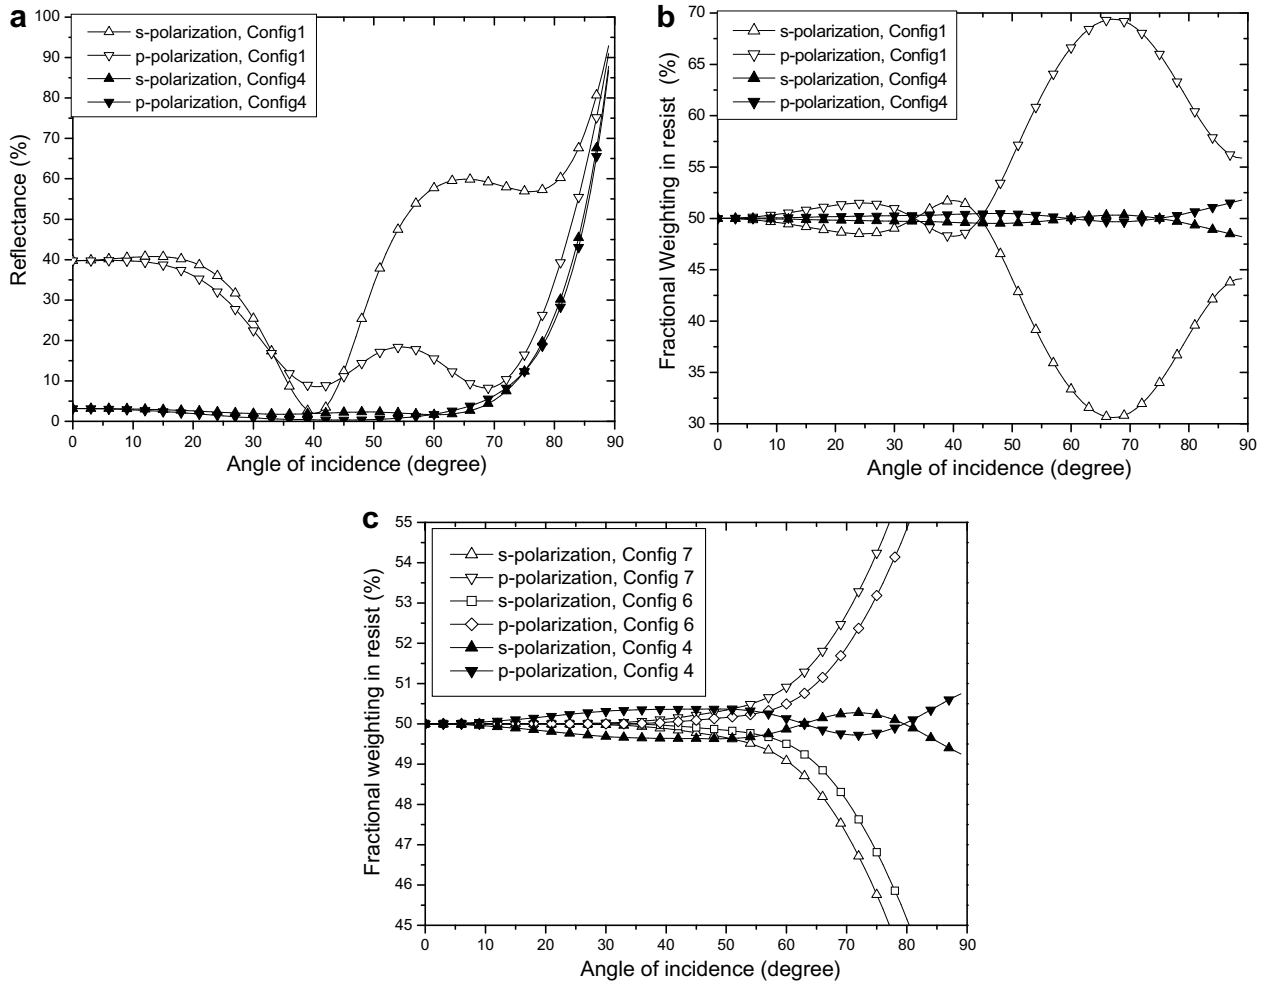 a
100
90
80
70
60
50
40
30
20
10
0
Reflectance (%)
s-polarization, Config1
p-polarization, Config1
s-polarization, Config4
p-polarization, Config4
0 10 20 30 40 50 60 70 80 90
Angle of incidence (degree)
b
70
65
60
55
50
45
40
35
30
Fractional Weighting in resist (%)
s-polarization, Config1
p-polarization, Config1
s-polarization, Config4
p-polarization, Config4
0 10 20 30 40 50 60 70 80 90
Angle of incidence (degree)
c
55
54
53
52
51
50
49
48
47
46
45
Fractional weighting in resist (%)
s-polarization, Config 7
p-polarization, Config 7
s-polarization, Config 6
p-polarization, Config 6
s-polarization, Config 4
p-polarization, Config 4
0 10 20 30 40 50 60 70 80 90
Angle of incidence (degree)